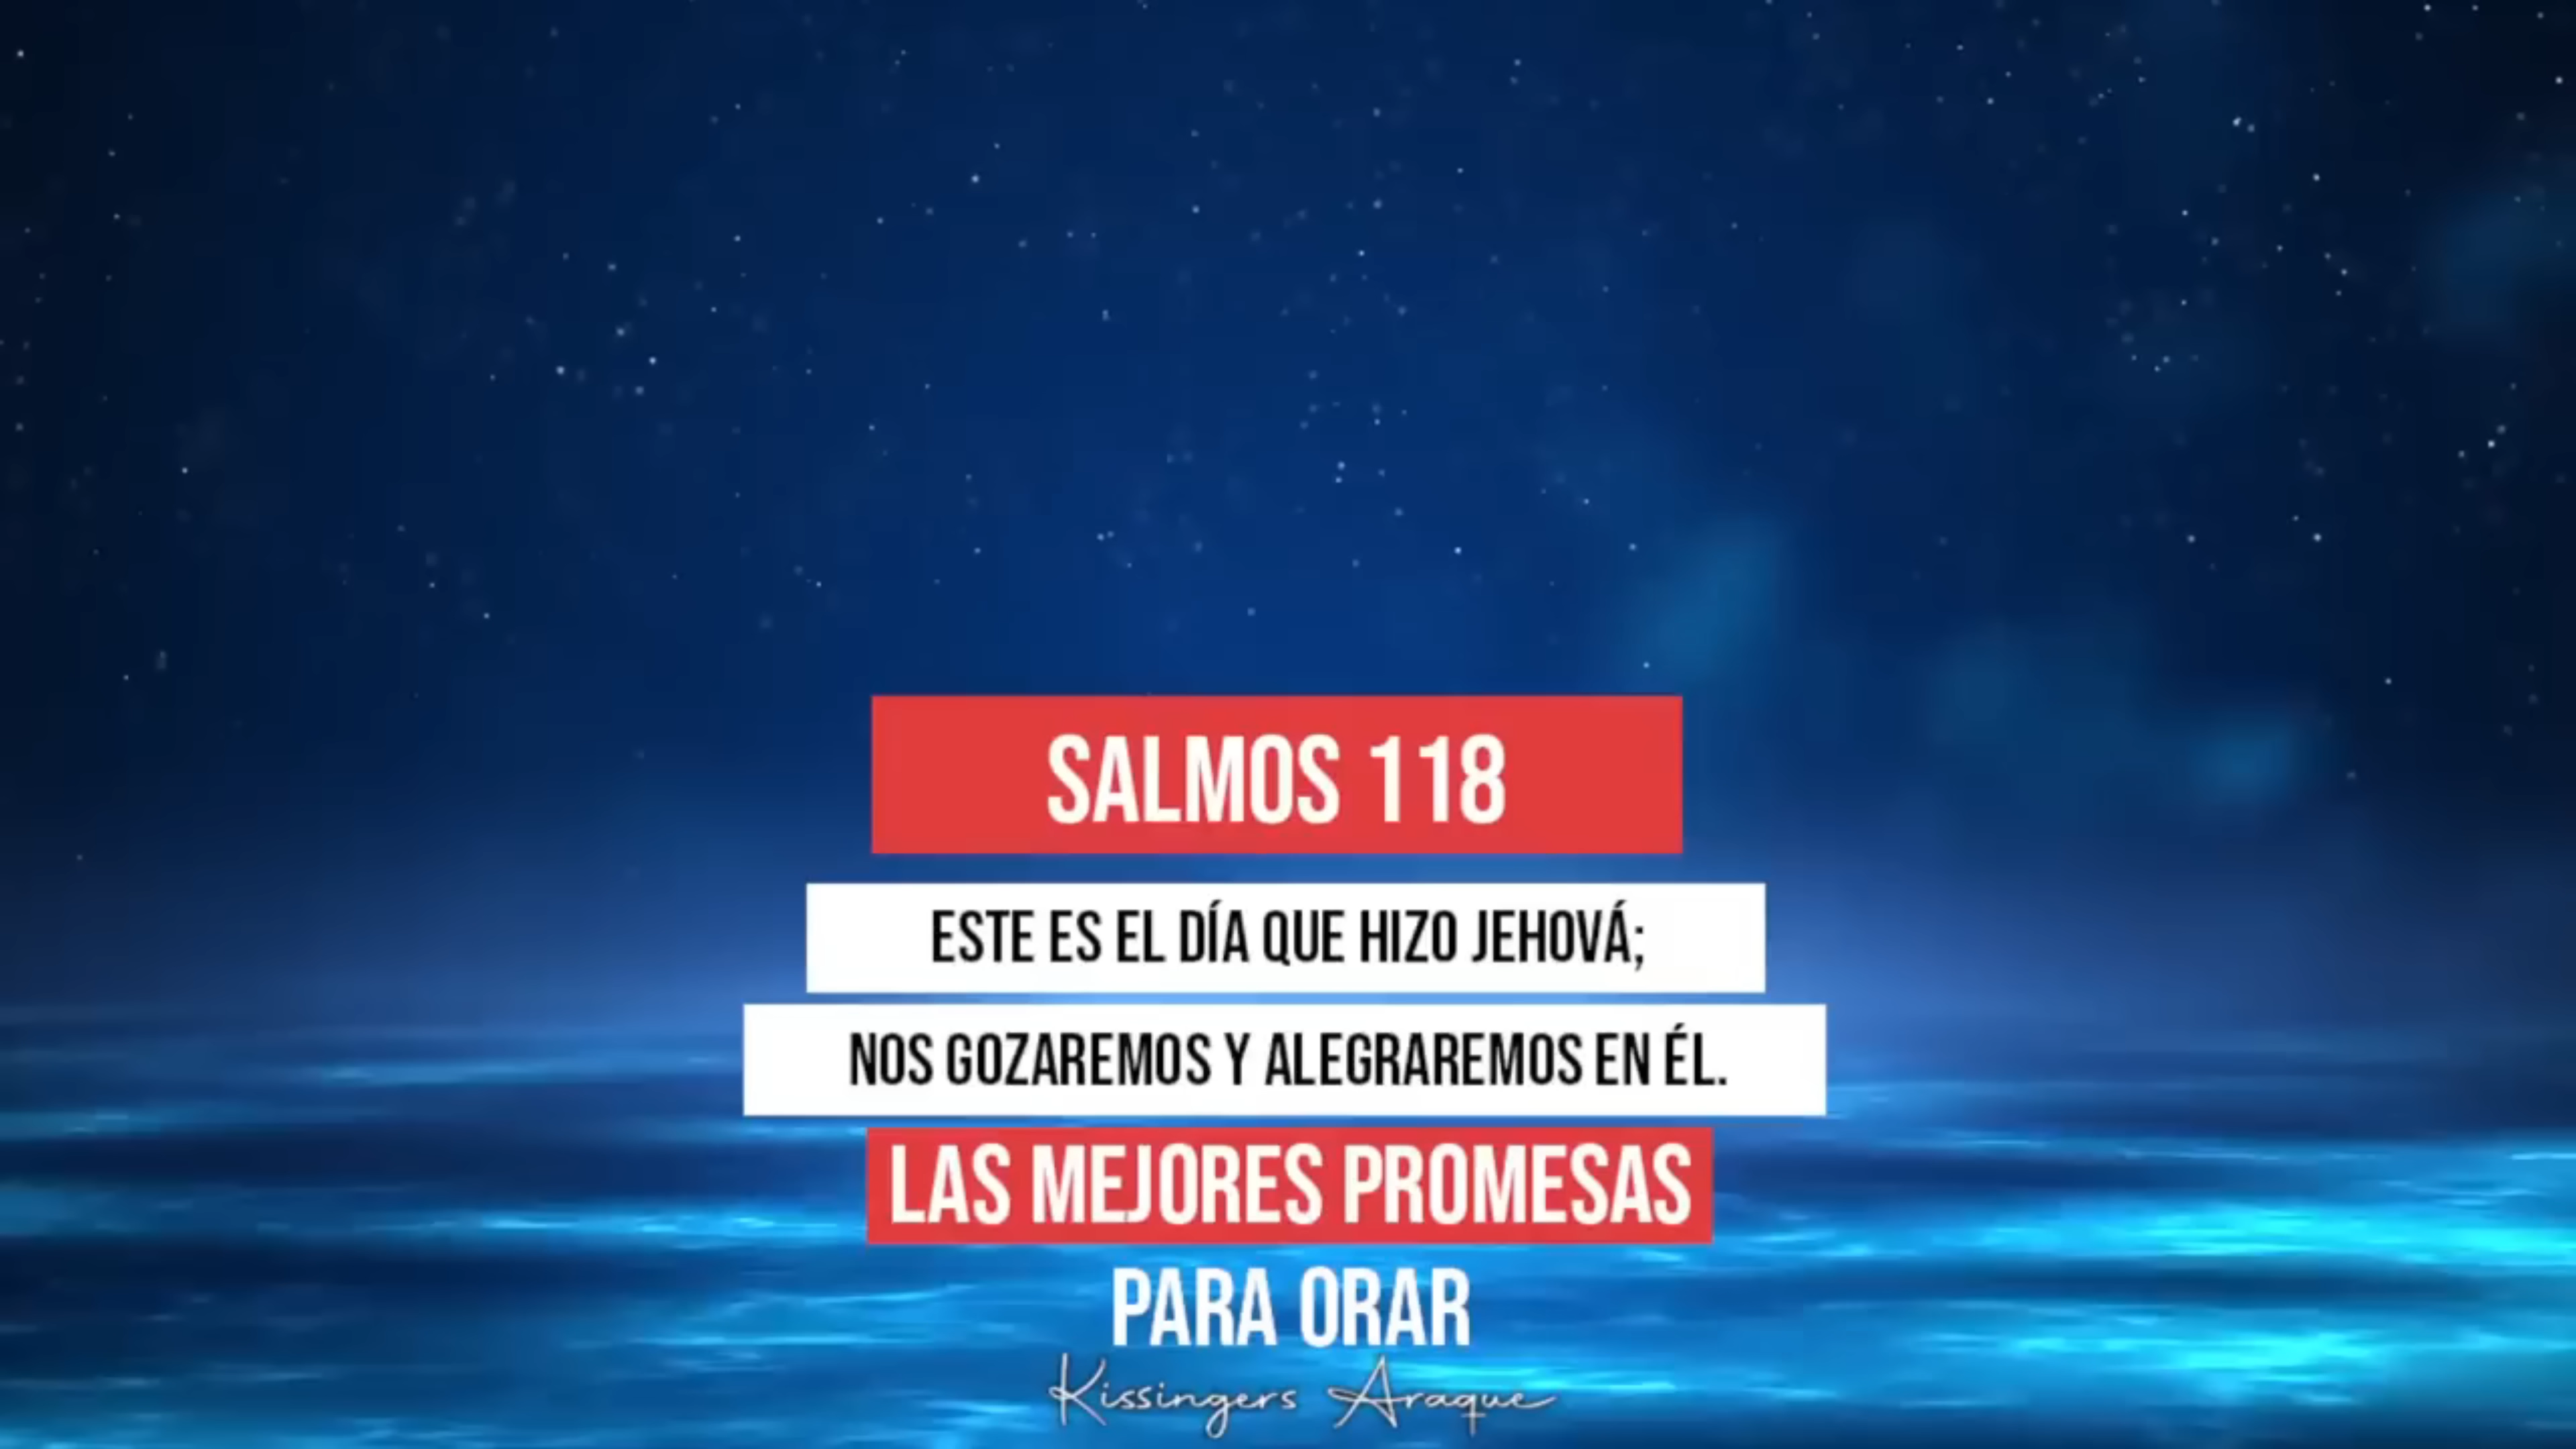 SALMOS 118
ESTE ES EL DÍA QUE HIZO JEHOVÁ;
NOS GOZAREMOS Y ALEGRAREMOS EN ÉL.
LAS MEJORES PROMESAS
PARA ORAR
Kissingers Araque